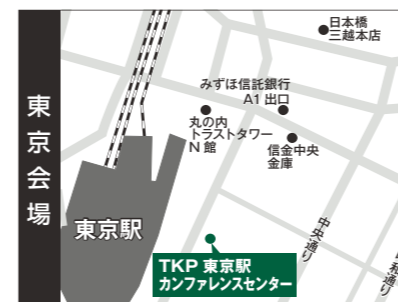 東京会場
日本橋
三越本店
みずほ信託銀行
A1 出口
丸の内
トラストタワー
N 館
信金中央
金庫
東京駅
中央通り
和通り
TKP 東京駅
カンファレンスセンター